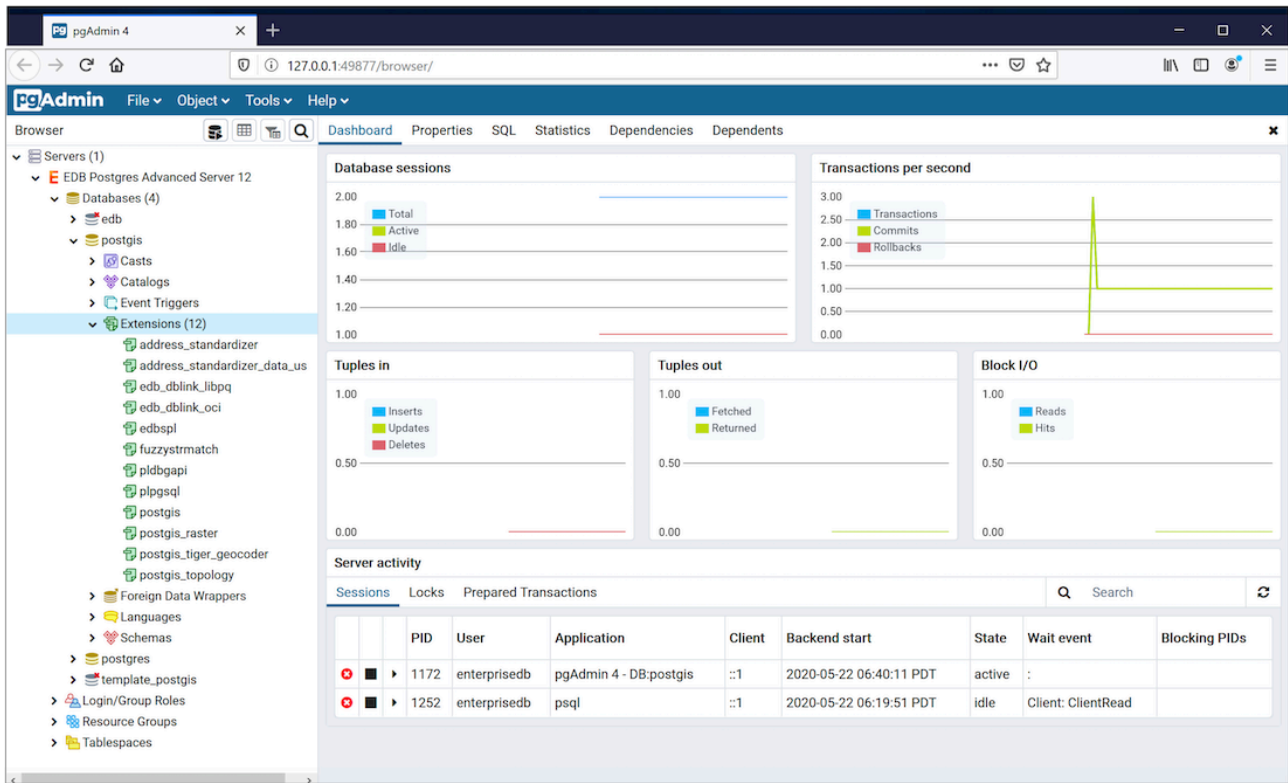 pgAdmin 4
127.0.0.1:49877/browser/
pgAdmin File Object Tools Help
Browser
Dashboard Properties SQL Statistics Dependencies Dependents
Servers (1)
EDB Postgres Advanced Server 12
Databases (4)
edb
postgis
Casts
Catalogs
Event Triggers
Extensions (12)
address_standardizer
address_standardizer_data_us
edb_dblink_libpq
edb_dblink_oci
edbspl
fuzzystrmatch
pldbgapi
plpgsql
postgis
postgis_raster
postgis_tiger_geocoder
postgis_topology
Foreign Data Wrappers
Languages
Schemas
postgres
template_postgis
Login/Group Roles
Resource Groups
Tablespaces
Database sessions
2.00
1.80
1.60
1.40
1.20
1.00
Total
Active
Idle
Transactions per second
3.00
2.50
2.00
1.50
1.00
0.50
0.00
Transactions
Commits
Rollbacks
Tuples in
1.00
0.50
0.00
Inserts
Updates
Deletes
Tuples out
1.00
0.50
0.00
Fetched
Returned
Block I/O
1.00
0.50
0.00
Reads
Hits
Server activity
Sessions Locks Prepared Transactions
Search
PID User Application Client Backend start State Wait event Blocking PIDs
1172 enterprisedb pgAdmin 4 - DB:postgis ::1 2020-05-22 06:40:11 PDT active :
1252 enterprisedb psql ::1 2020-05-22 06:19:51 PDT idle Client: ClientRead